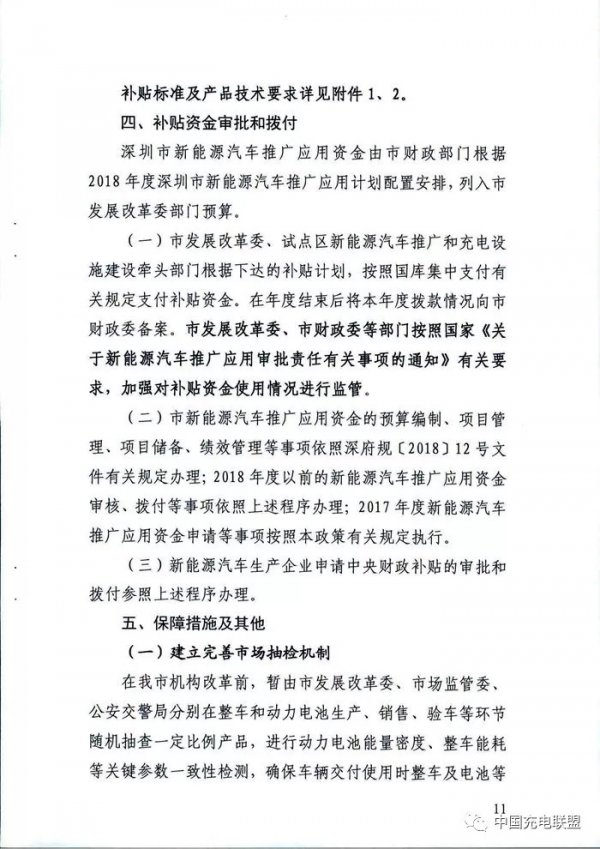 补贴标准及产品技术要求详见附件 1、2。
四、补贴资金审批和拨付
深圳市新能源汽车推广应用资金由市财政部门根据
2018 年度深圳市新能源汽车推广应用计划配置安排，列入市
发展改革委部门预算。
（一）市发展改革委、试点区新能源汽车推广和充电设
施建设牵头部门根据下达的补贴计划，按照国库集中支付有
关规定支付补贴资金。在年度结束后将本年度拨款情况向市
财政委备案。市发展改革委、市财政委等部门按照国家《关
于新能源汽车推广应用审批责任有关事项的通知》有关要
求，加强对补贴资金使用情况进行监管。
（二）市新能源汽车推广应用资金的预算编制、项目管
理、项目储备、绩效管理等事项依照深府规〔2018〕12 号文
件有关规定办理；2018 年度以前的新能源汽车推广应用资金
审核、拨付等事项依照上述程序办理；2017 年度新能源汽车
推广应用资金申请等事项按照本政策有关规定执行。
（三）新能源汽车生产企业申请中央财政补贴的审批和
拨付参照上述程序办理。
五、保障措施及其他
（一）建立完善市场抽检机制
在我市机构改革前，暂由市发展改革委、市场监管委、
公安交警局分别在整车和动力电池生产、销售、验车等环节
随机抽查一定比例产品，进行动力电池能量密度、整车能耗
等关键参数一致性检测，确保车辆交付使用时整车及电池等
11
中国充电联盟